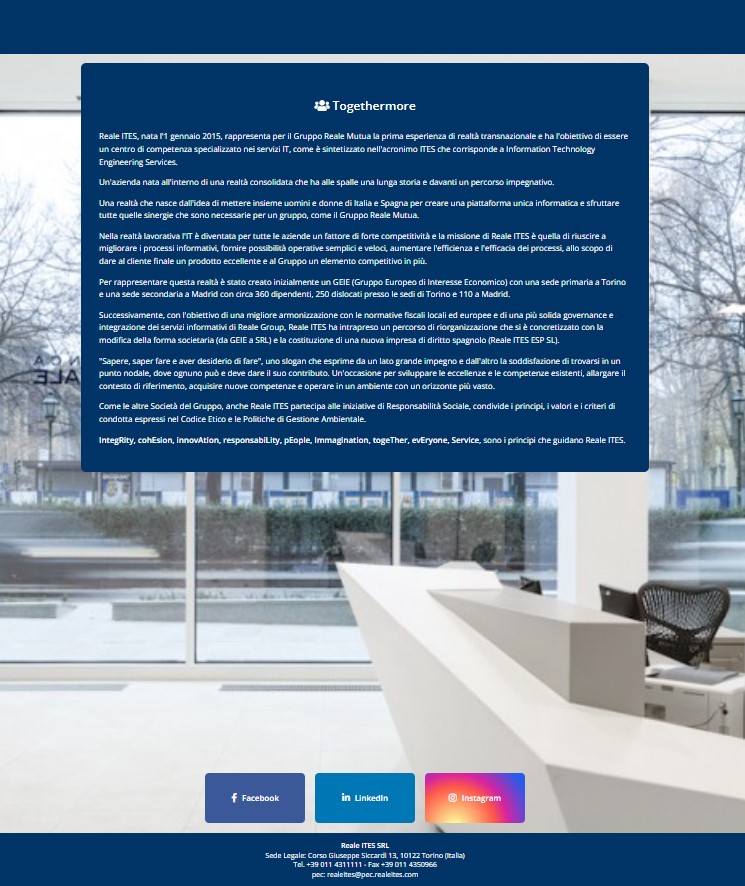 Togethermore
Reale ITES, nata l'1 gennaio 2015, rappresenta per il Gruppo Reale Mutua la prima esperienza di realtà transnazionale e ha l'obiettivo di essere
un centro di competenza specializzato nei servizi IT, come è sintetizzato nell'acronimo ITES che corrisponde a Information Technology
Engineering Services.
Un'azienda nata all'interno di una realtà consolidata che ha alle spalle una lunga storia e davanti un percorso impegnativo.
Una realtà che nasce dall'idea di mettere insieme uomini e donne di Italia e Spagna per creare una piattaforma unica informatica e sfruttare
tutte quelle sinergie che sono necessarie per un gruppo, come il Gruppo Reale Mutua.
Nella realtà lavorativa l'IT è diventata per tutte le aziende un fattore di forte competitività e la missione di Reale ITES è quella di riuscire a
migliorare i processi informativi, fornire possibilità operative semplici e veloci, aumentare l'efficienza e l'efficacia dei processi, allo scopo di
dare al cliente finale un prodotto eccellente e al Gruppo un elemento competitivo in più.
Per rappresentare questa realtà è stato creato inizialmente un GEIE (Gruppo Europeo di Interesse Economico) con una sede primaria a Torino
e una sede secondaria a Madrid con circa 360 dipendenti, 250 dislocati presso le sedi di Torino e 110 a Madrid.
Successivamente, con l'obiettivo di una migliore armonizzazione con le normative fiscali locali ed europee e di una più solida governance e
integrazione dei servizi informativi di Reale Group, Reale ITES ha intrapreso un percorso di riorganizzazione che si è concretizzato con la
modifica della forma societaria (da GEIE a SRL) e la costituzione di una nuova impresa di diritto spagnolo (Reale ITES ESP SL).
"Sapere, saper fare e aver desiderio di fare", uno slogan che esprime da un lato grande impegno e dall'altro la soddisfazione di trovarsi in un
punto nodale, dove ognuno può e deve dare il suo contributo. Un'occasione per sviluppare le eccellenze e le competenze esistenti, allargare il
contesto di riferimento, acquisire nuove competenze e operare in un ambiente con un orizzonte più vasto.
Come le altre Società del Gruppo, anche Reale ITES partecipa alle iniziative di Responsabilità Sociale, condivide i principi, i valori e i criteri di
condotta espressi nel Codice Etico e le Politiche di Gestione Ambientale.
IntegRity, cohEsion, innovAtion, responsabiLity, pEople, Immagination, togeTher, evEryone, Service, sono i principi che guidano Reale ITES.
Facebook
LinkedIn
Instagram
Reale ITES SRL
Sede Legale: Corso Giuseppe Siccardi 13, 10122 Torino (Italia)
Tel. +39 011 4311111 - Fax +39 011 4350966
pec: realeites@pec.realeites.com